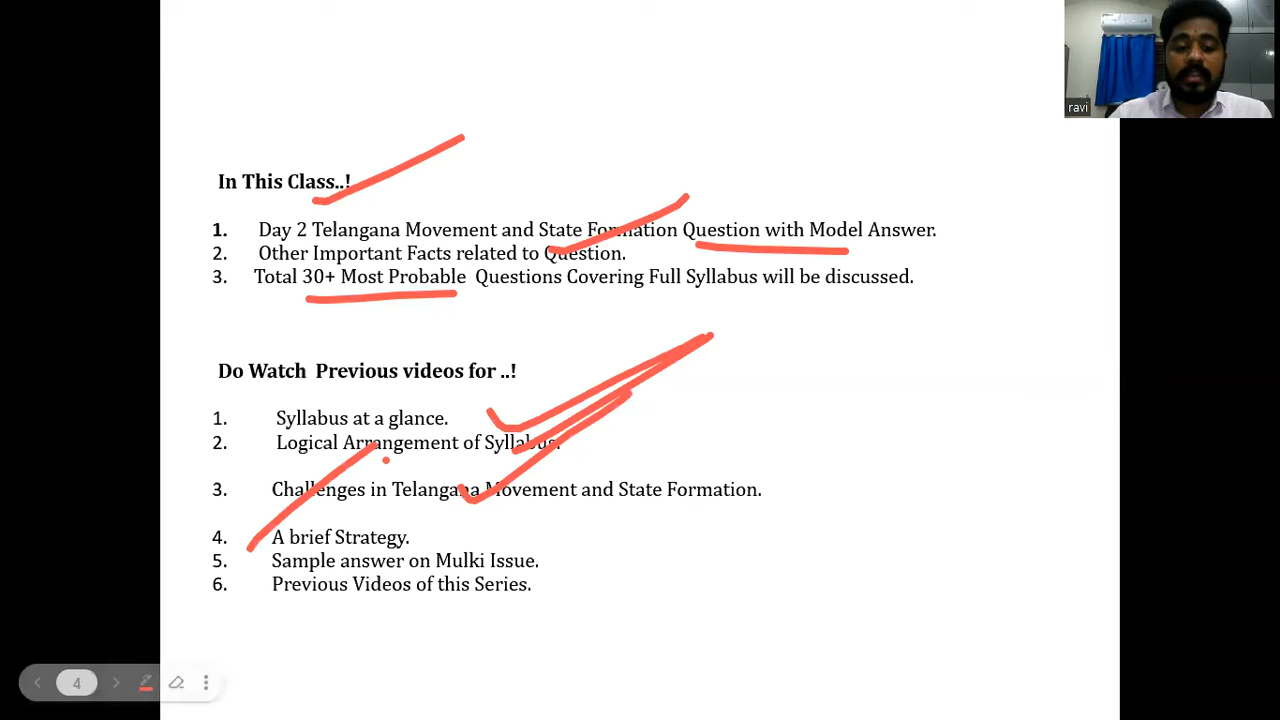 ravi
In This Class..!
1. Day 2 Telangana Movement and State Formation Question with Model Answer.
2. Other Important Facts related to Question.
3. Total 30+ Most Probable Questions Covering Full Syllabus will be discussed.
Do Watch Previous videos for ..!
1. Syllabus at a glance.
2. Logical Arrangement of Syllabus.
3. Challenges in Telangana Movement and State Formation.
4. A brief Strategy.
5. Sample answer on Mulki Issue.
6. Previous Videos of this Series.
4